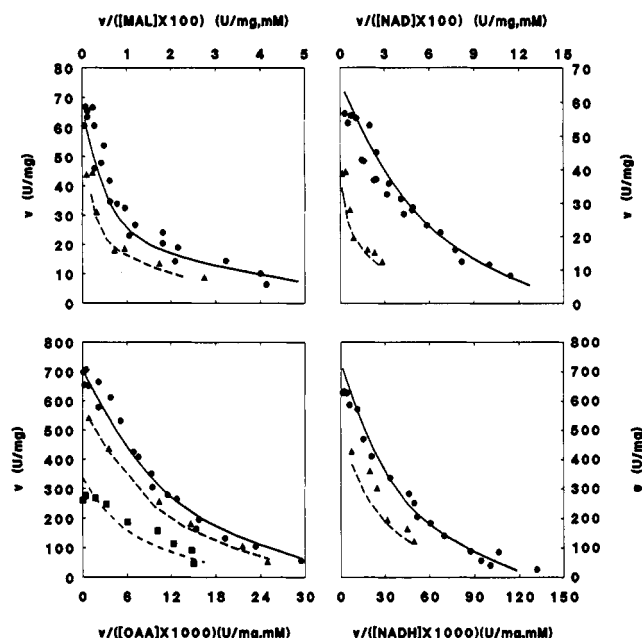 v/([MAL]X100) (U/mg,mM)
v/([NAD]X100) (U/mg,mM)
0 1 2 3 4 5
0 3 6 9 12 15
80
70
60
50
40
30
20
10
0
v (U/mg)
70
60
50
40
30
20
10
0
v (U/mg)
800
700
600
500
400
300
200
100
0
v (U/mg)
800
700
600
500
400
300
200
100
0
(U/mg)
0 6 12 18 24 30
0 30 60 90 120 150
v/([OAA]X1000)(U/mg,mM)
v/([NADH]X1000)(U/mg,mM)